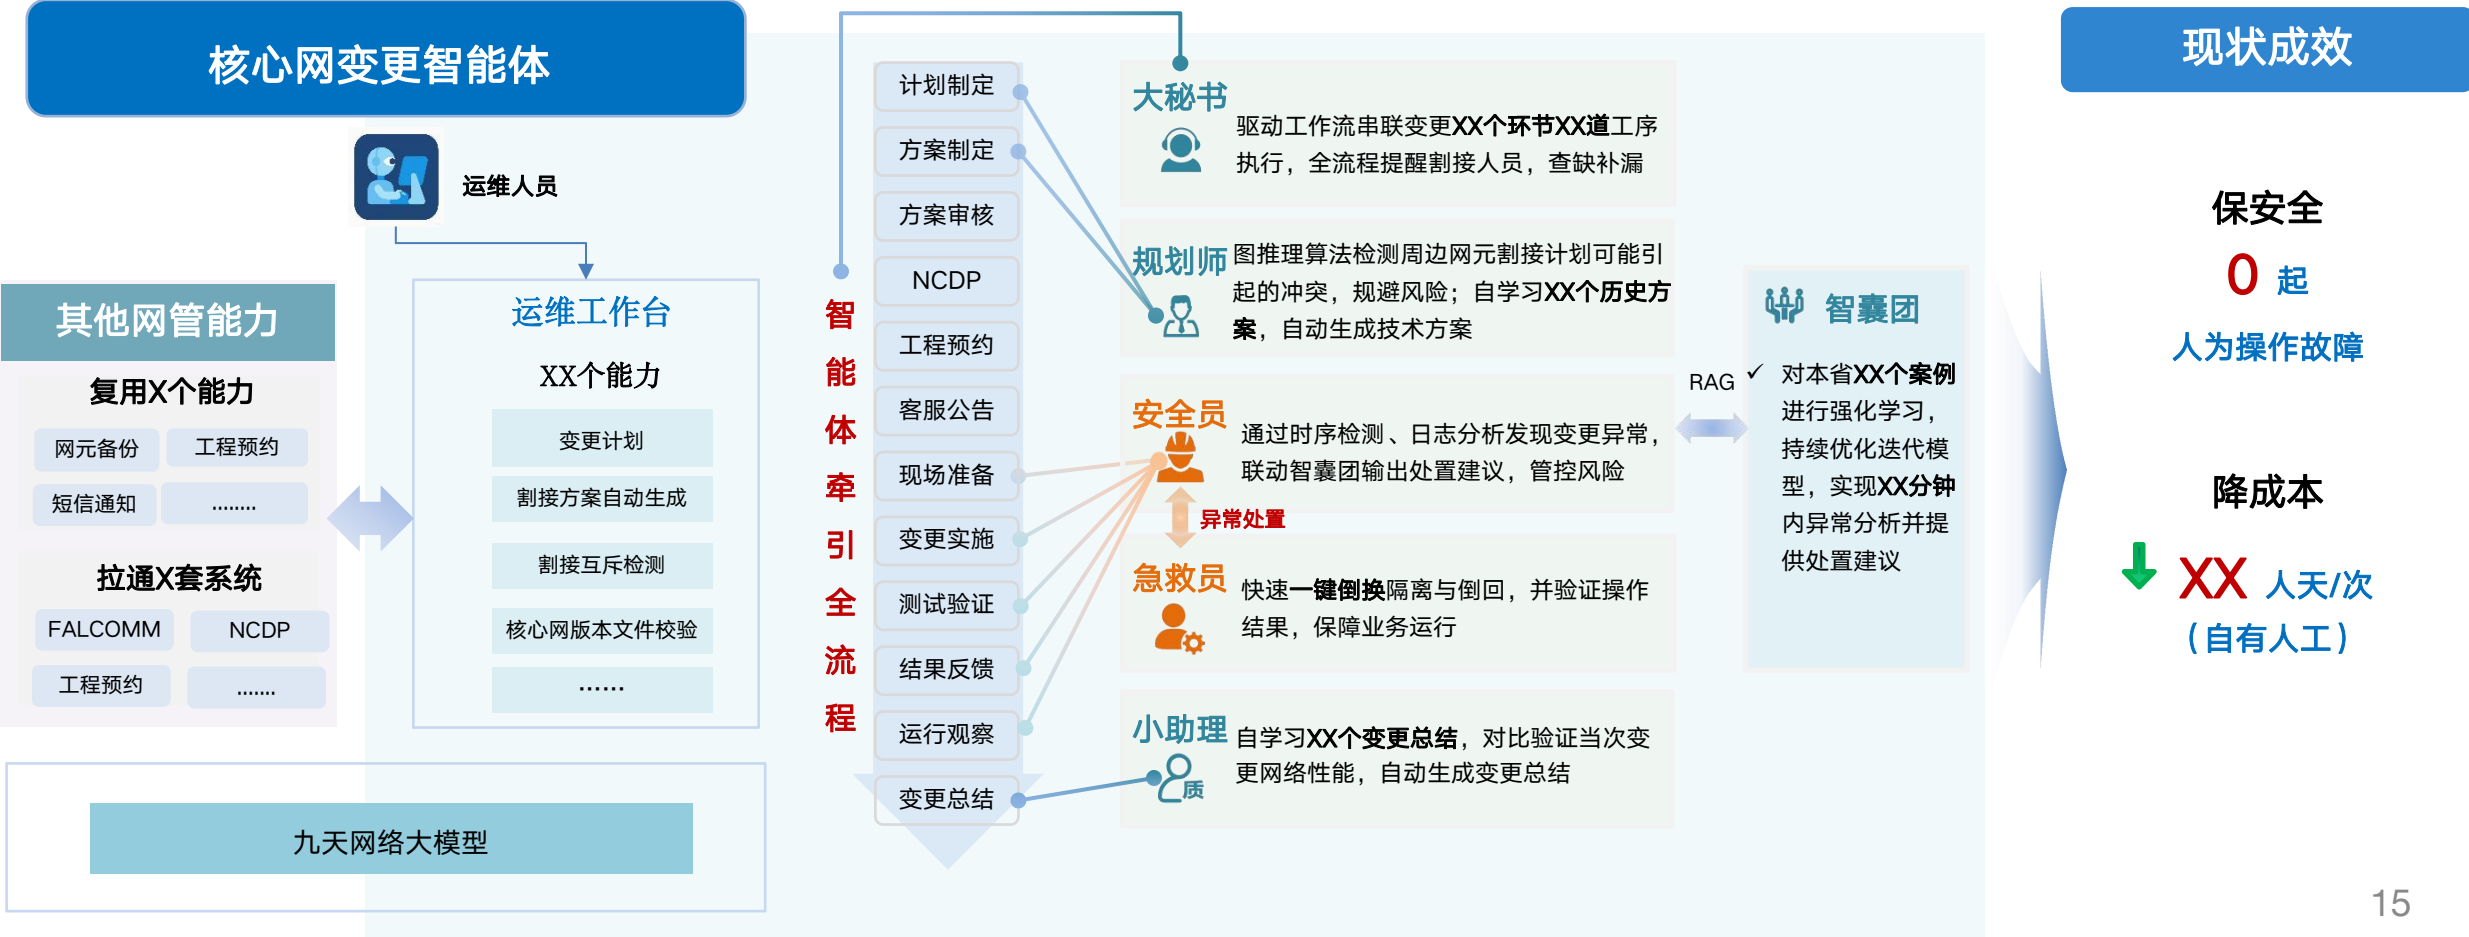 核心网变更智能体
运维人员
其他网管能力
复用X个能力
网元备份
工程预约
短信通知
........
拉通X套系统
FALCOMM
NCDP
工程预约
.......
运维工作台
XX个能力
变更计划
割接方案自动生成
割接互斥检测
核心网版本文件校验
……
九天网络大模型
智能体牵引全流程
计划制定
方案制定
方案审核
NCDP
工程预约
客服公告
现场准备
变更实施
测试验证
结果反馈
运行观察
变更总结
大秘书
驱动工作流串联变更XX个环节XX道工序
执行，全流程提醒割接人员，查缺补漏
规划师
图推理算法检测周边网元割接计划可能引
起的冲突，规避风险；自学习XX个历史方
案，自动生成技术方案
安全员
通过时序检测、日志分析发现变更异常，
联动智囊团输出处置建议，管控风险
异常处置
急救员
快速一键倒换隔离与倒回，并验证操作
结果，保障业务运行
小助理
质
自学习XX个变更总结，对比验证当次变
更网络性能，自动生成变更总结
RAG
智囊团
✓ 对本省XX个案例
进行强化学习，
持续优化迭代模
型，实现XX分钟
内异常分析并提
供处置建议
现状成效
保安全
0 起
人为操作故障
降成本
XX 人天/次
（自有人工）
15